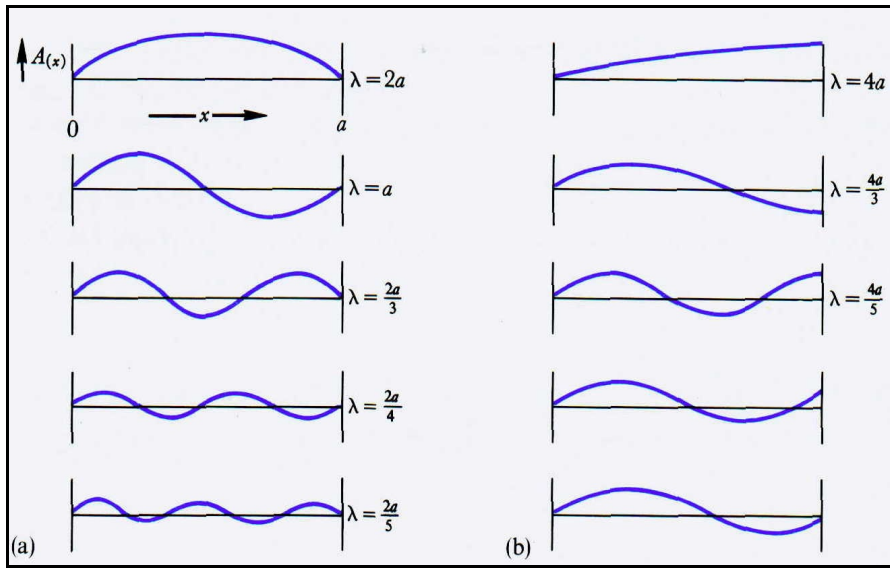 A(x)
λ = 2a
0
x
a
λ = a
λ = 2a/3
λ = 2a/4
λ = 2a/5
(a)
λ = 4a
λ = 4a/3
λ = 4a/5
(b)